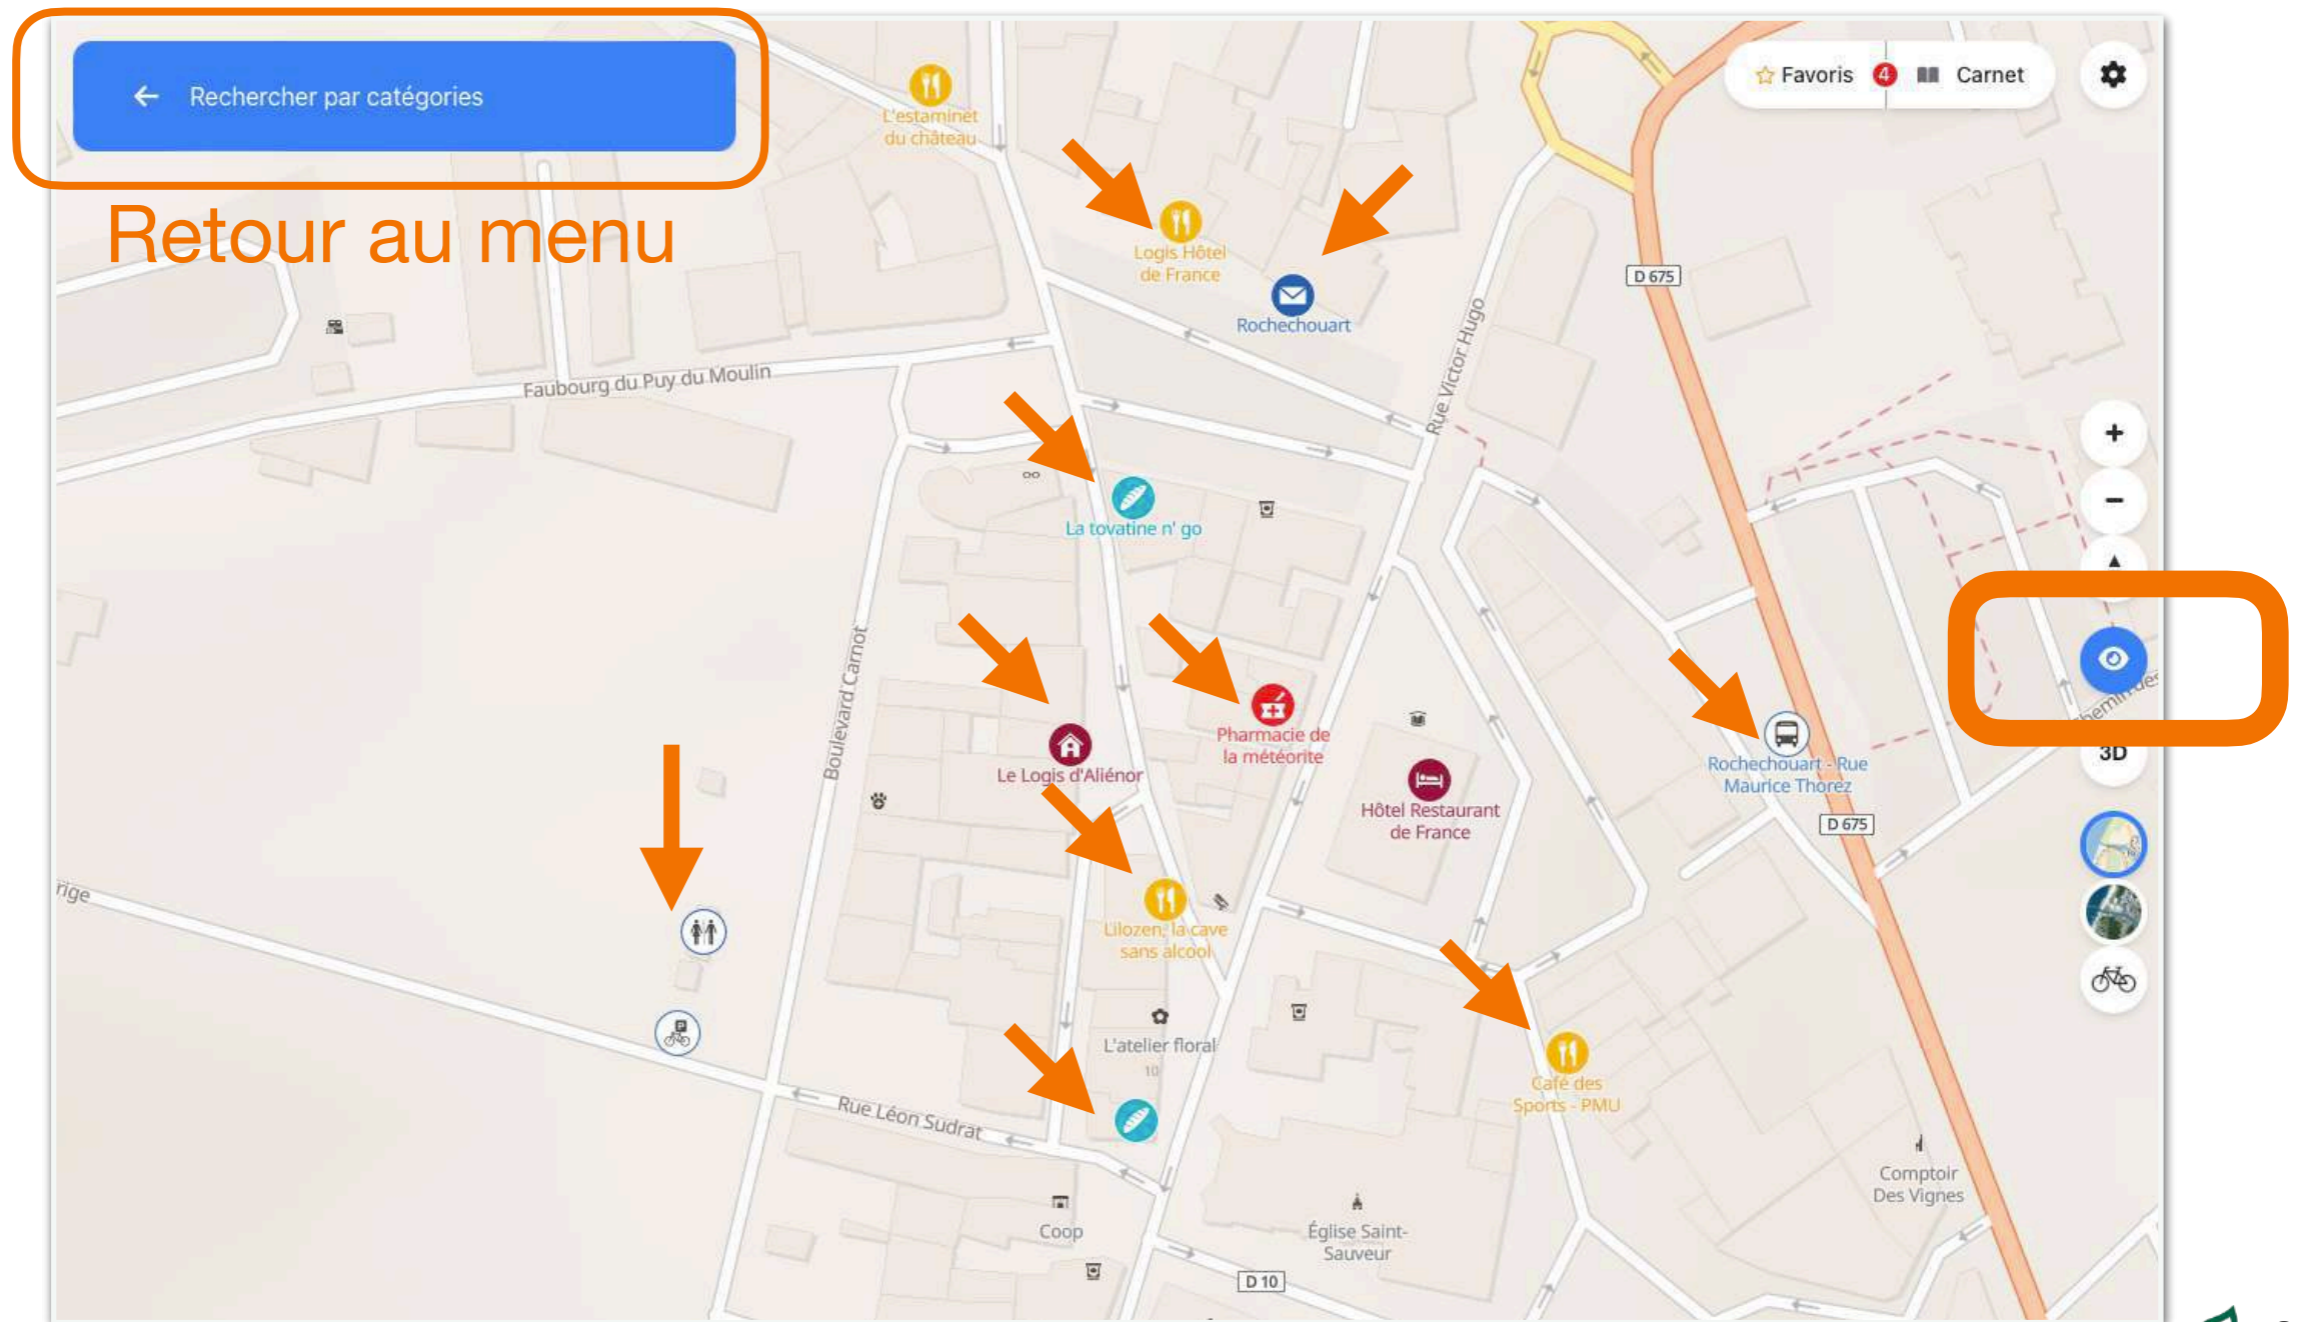 ← Rechercher par catégories
Favoris 4 Carnet
Retour au menu
L'estaminet
du château
Logis Hôtel
de France
Rochechouart
D 675
Rue Victor Hugo
Faubourg du Puy du Moulin
+
−
La tovatine n' go
Boulevard Carnot
Pharmacie de
la météorite
Le Logis d'Aliénor
Hôtel Restaurant
de France
Rochechouart - Rue
Maurice Thorez
3D
D 675
Lilozen, la cave
sans alcool
P
L'atelier floral
10
Café des
Sports - PMU
Rue Léon Sudrat
Comptoir
Des Vignes
Coop
Église Saint-
Sauveur
D 10